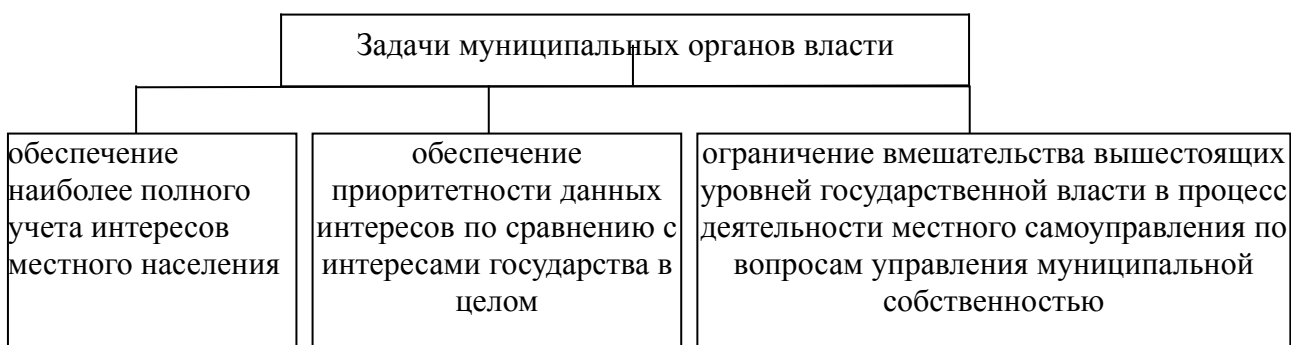 Задачи муниципальных органов власти
обеспечение
наиболее полного
учета интересов
местного населения
обеспечение
приоритетности данных
интересов по сравнению с
интересами государства в
целом
ограничение вмешательства вышестоящих
уровней государственной власти в процесс
деятельности местного самоуправления по
вопросам управления муниципальной
собственностью